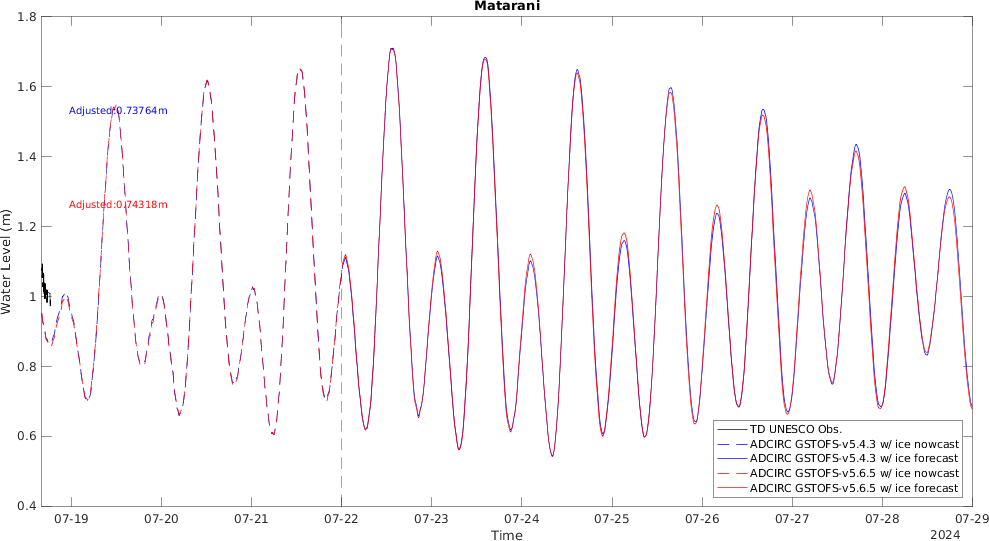 Matarani
1.8
1.6
1.4
1.2
1
0.8
0.6
0.4
Water Level (m)
Adjusted:0.73764m
Adjusted:0.74318m
TD UNESCO Obs.
ADCIRC GSTOFS-v5.4.3 w/ ice nowcast
ADCIRC GSTOFS-v5.4.3 w/ ice forecast
ADCIRC GSTOFS-v5.6.5 w/ ice nowcast
ADCIRC GSTOFS-v5.6.5 w/ ice forecast
07-19 07-20 07-21 07-22 07-23 07-24 07-25 07-26 07-27 07-28 07-29
Time
2024